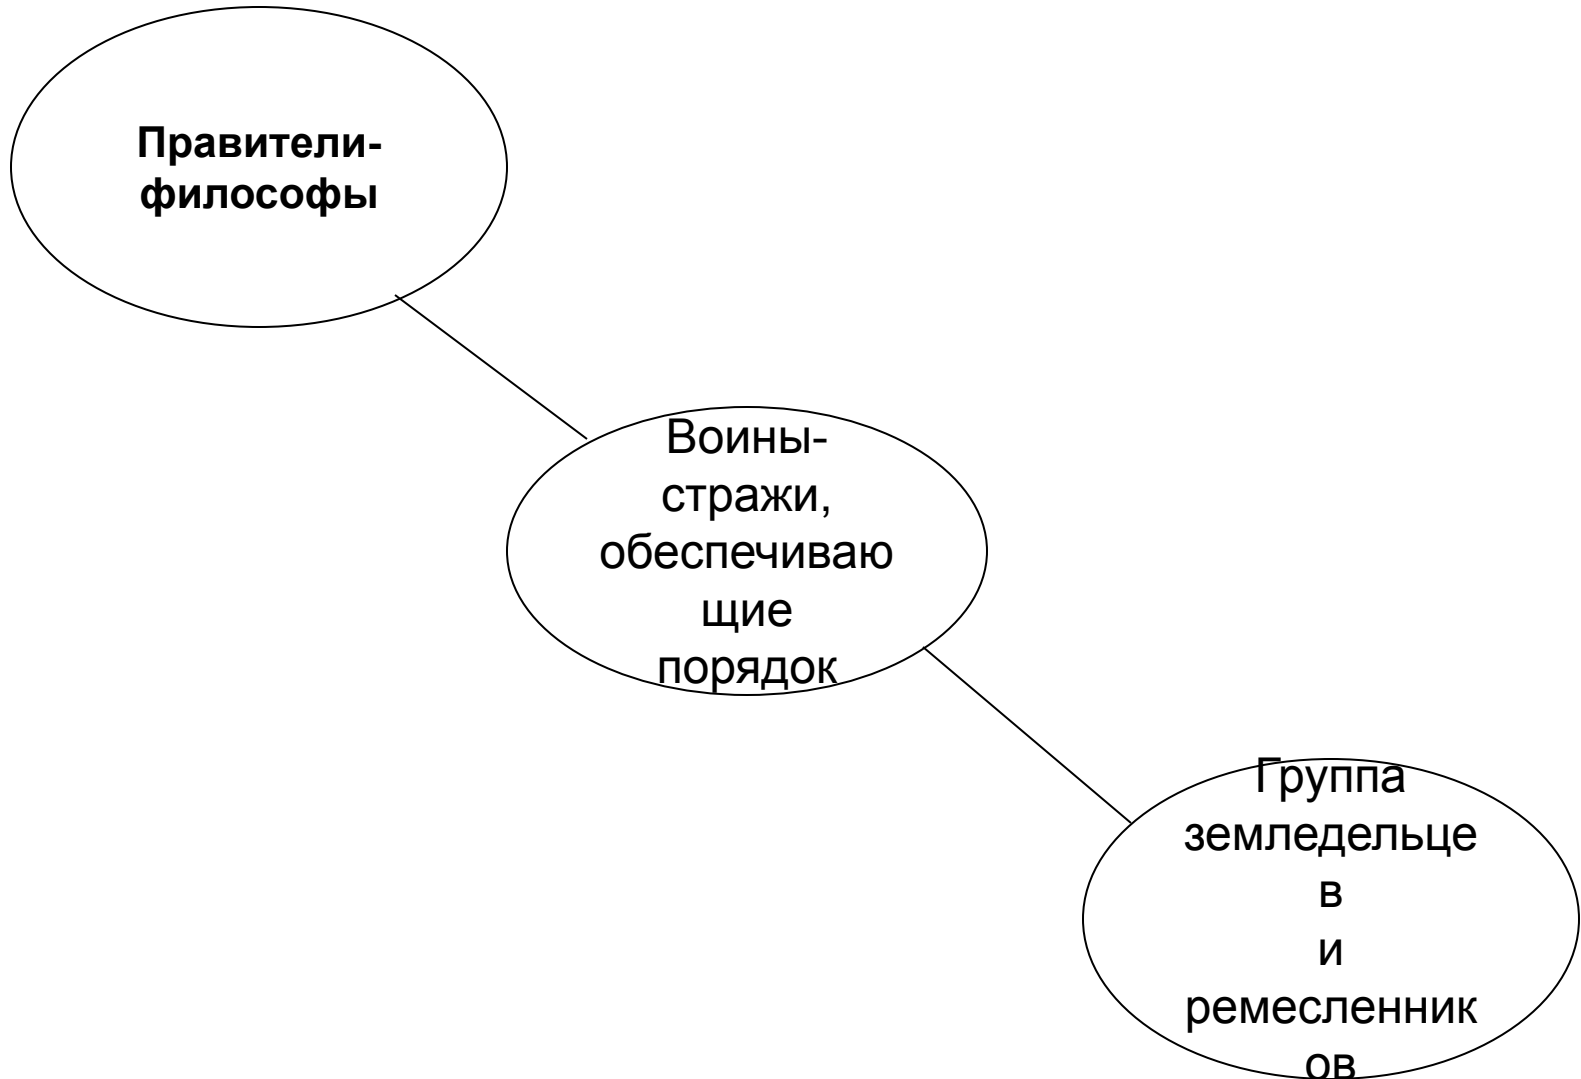 Правители-
философы
Воины-
стражи,
обеспечиваю
щие
порядок
Группа
земледельце
в
и
ремесленник
ов